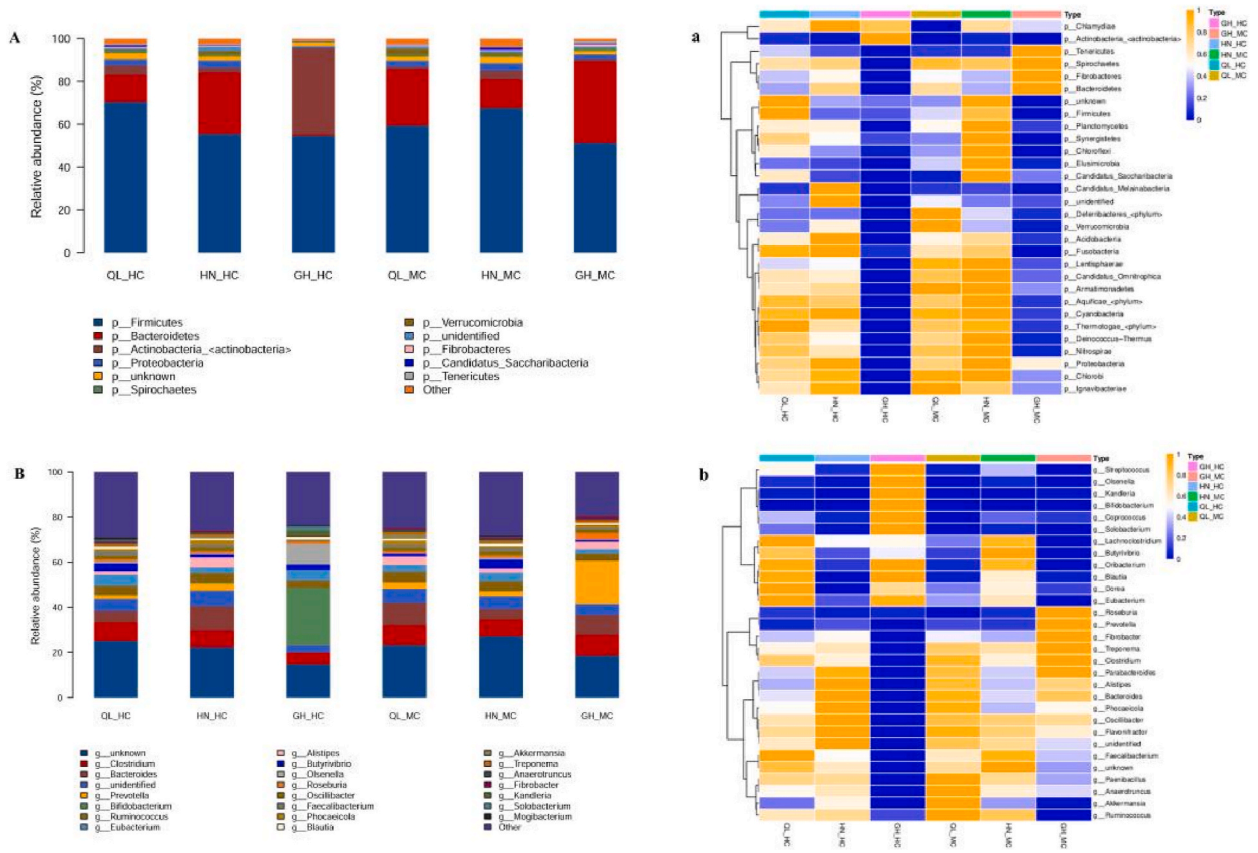 A
Relative abundance (%)
100
80
60
40
20
0
QL_HC
HN_HC
GH_HC
QL_MC
HN_MC
GH_MC
p__Firmicutes
p__Bacteroidetes
p__Actinobacteria_<actinobacteria>
p__Proteobacteria
p__unknown
p__Spirochaetes
p__Verrucomicrobia
p__unidentified
p__Fibrobacteres
p__Candidatus_Saccharibacteria
p__Tenericutes
Other
a
Type
p__Chlamydiae
p__Actinobacteria_<actinobacteria>
p__Tenericutes
p__Spirochaetes
p__Fibrobacteres
p__Bacteroidetes
p__unknown
p__Firmicutes
p__Planctomycetes
p__Synergistetes
p__Chloroflexi
p__Elusimicrobia
p__Candidatus_Saccharibacteria
p__Candidatus_Melainabacteria
p__unidentified
p__Deferribacteres_<phylum>
p__Verrucomicrobia
p__Acidobacteria
p__Fusobacteria
p__Lentisphaerae
p__Candidatus_Omnitrophica
p__Armatimonadetes
p__Aquificae_<phylum>
p__Cyanobacteria
p__Thermotogae_<phylum>
p__Deinococcus-Thermus
p__Nitrospirae
p__Proteobacteria
p__Chlorobi
p__Ignavibacteriae
QL_HC
HN_HC
GH_HC
QL_MC
HN_MC
GH_MC
1
0.8
0.6
0.4
0.2
0
Type
GH_HC
GH_MC
HN_HC
HN_MC
QL_HC
QL_MC
B
Relative abundance (%)
100
80
60
40
20
0
QL_HC
HN_HC
GH_HC
QL_MC
HN_MC
GH_MC
g__unknown
g__Clostridium
g__Bacteroides
g__unidentified
g__Prevotella
g__Bifidobacterium
g__Ruminococcus
g__Eubacterium
g__Alistipes
g__Butyrivibrio
g__Olsenella
g__Roseburia
g__Oscillibacter
g__Faecalibacterium
g__Phocaeicola
g__Blautia
g__Akkermansia
g__Treponema
g__Anaerotruncus
g__Fibrobacter
g__Kandleria
g__Solobacterium
g__Mogibacterium
Other
b
Type
g__Streptococcus
g__Olsenella
g__Kandleria
g__Bifidobacterium
g__Coprococcus
g__Solobacterium
g__Lachnoclostridium
g__Butyrivibrio
g__Oribacterium
g__Blautia
g__Dorea
g__Eubacterium
g__Roseburia
g__Prevotella
g__Fibrobacter
g__Treponema
g__Clostridium
g__Parabacteroides
g__Alistipes
g__Bacteroides
g__Phocaeicola
g__Oscillibacter
g__Flavonifractor
g__unidentified
g__Faecalibacterium
g__unknown
g__Paenibacillus
g__Anaerotruncus
g__Akkermansia
g__Ruminococcus
QL_HC
HN_HC
GH_HC
QL_MC
HN_MC
GH_MC
1
0.8
0.6
0.4
0.2
0
Type
GH_HC
GH_MC
HN_HC
HN_MC
QL_HC
QL_MC